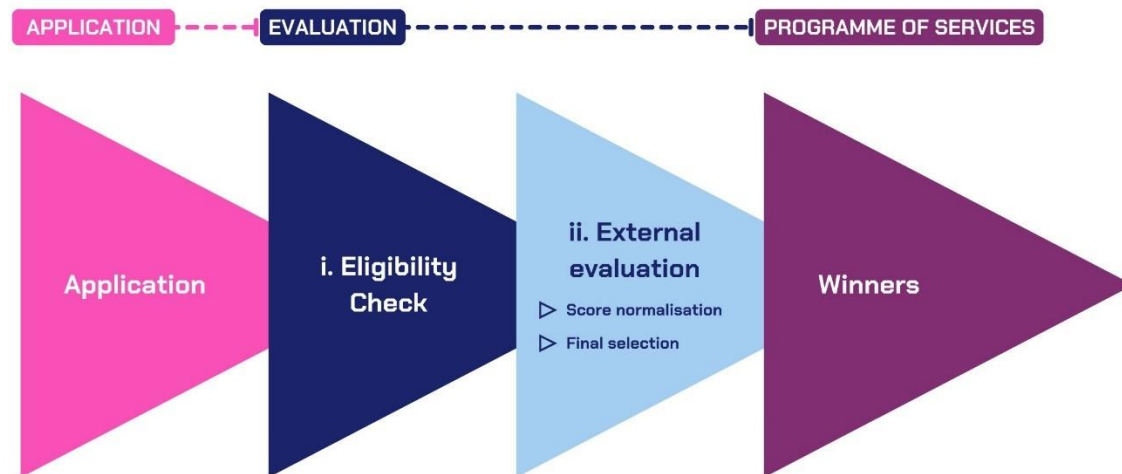 APPLICATION
EVALUATION
PROGRAMME OF SERVICES
Application
i. Eligibility
Check
ii. External
evaluation
Score normalisation
Final selection
Winners